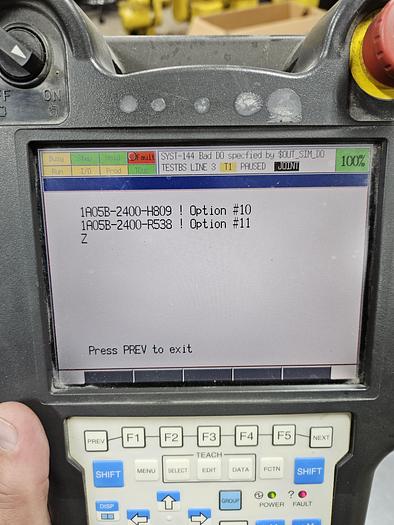 FF
ON
Busy Step Hold Fault
Run I/O Prod TCyc
SYST-144 Bad DO specfied by $OUT_SIM_DO
TESTBS LINE 3 T1 PAUSED JOINT
100%
1A05B-2400-H809 ! Option #10
1A05B-2400-R538 ! Option #11
Z
Press PREV to exit
PREV F1 F2 F3 F4 F5 NEXT
TEACH
SHIFT MENU SELECT EDIT DATA FCTN SHIFT
DISP
GROUP
POWER FAULT